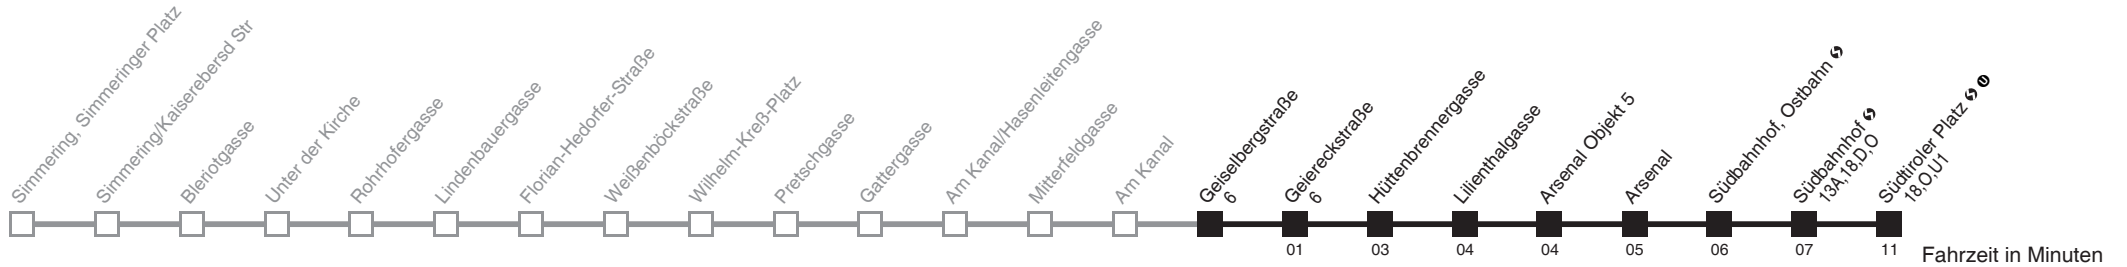 Simmering, Simmeringer Platz
Simmering/Kaiserebersd Str
Bleriotgasse
Unter der Kirche
Rohrhofergasse
Lindenbauergasse
Florian-Hedorfer-Straße
Weißenböckstraße
Wilhelm-Kreß-Platz
Pretschgasse
Gattergasse
Am Kanal/Hasenleitengasse
Mitterfeldgasse
Am Kanal
Geiselbergstraße
6
Geiereckstraße
6
Hüttenbrennergasse
Lilienthalgasse
Arsenal Objekt 5
Arsenal
Südbahnhof, Ostbahn S
Südbahnhof S
13A,18,D,O
Südtiroler Platz S U
18,O,U1
01 03 04 04 05 06 07 11 Fahrzeit in Minuten